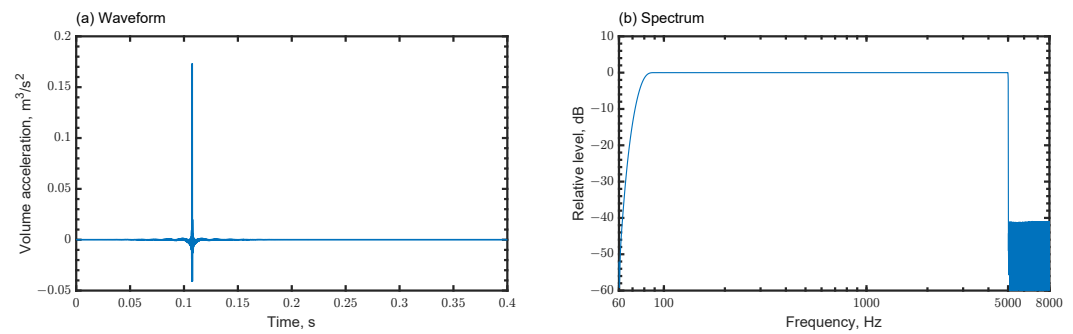 (a) Waveform
Volume acceleration, m³/s²
0.2
0.15
0.1
0.05
0
−0.05
0 0.05 0.1 0.15 0.2 0.25 0.3 0.35 0.4
Time, s
(b) Spectrum
Relative level, dB
10
0
−10
−20
−30
−40
−50
−60
60 100 1000 5000 8000
Frequency, Hz